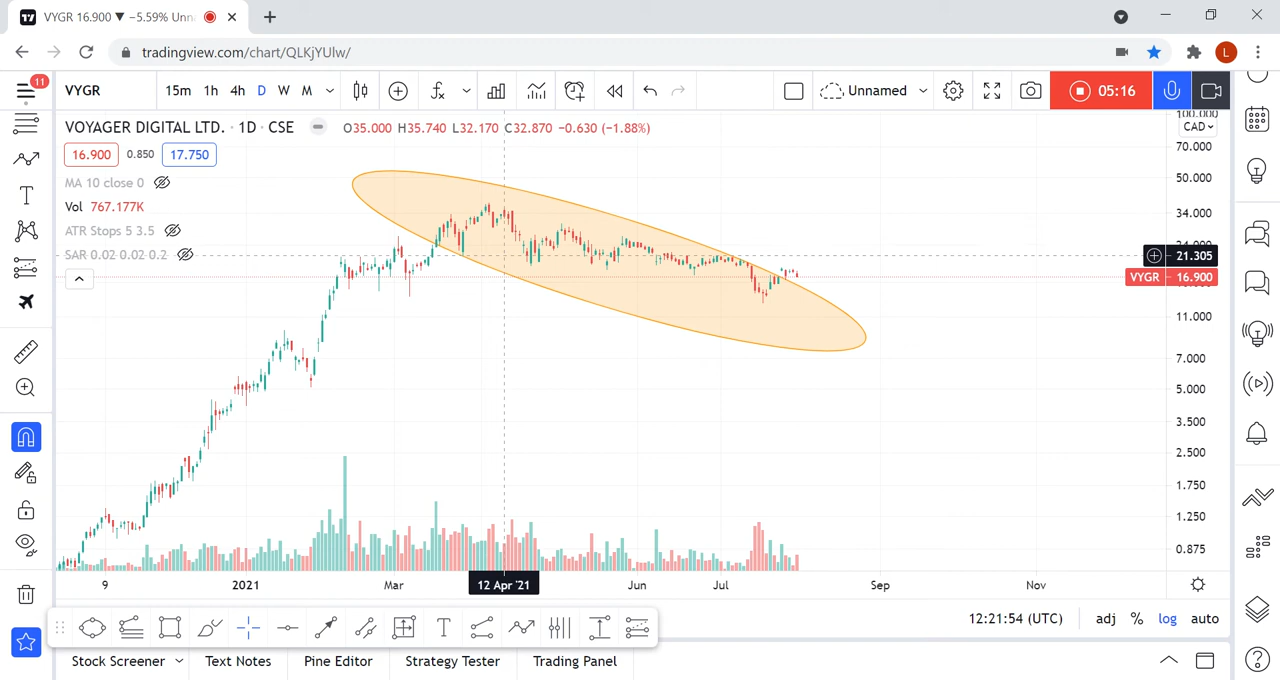 VYGR 16.900 ▼ −5.59% Unn
tradingview.com/chart/QLKjYUlw/
L
11
VYGR
15m 1h 4h D W M
Unnamed
05:16
VOYAGER DIGITAL LTD. · 1D · CSE
O35.000 H35.740 L32.170 C32.870 −0.630 (−1.88%)
16.900 0.850 17.750
MA 10 close 0
Vol 767.177K
ATR Stops 5 3.5
SAR 0.02 0.02 0.2
100.000
CAD
70.000
50.000
34.000
24.000
21.305
VYGR 16.900
11.000
7.000
5.000
3.500
2.500
1.750
1.250
0.875
9 2021 Mar 12 Apr '21 Jun Jul Sep Nov
12:21:54 (UTC) adj % log auto
T
T
Stock Screener Text Notes Pine Editor Strategy Tester Trading Panel